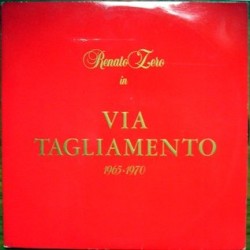 Renato Zero
in
VIA
TAGLIAMENTO
1965-1970